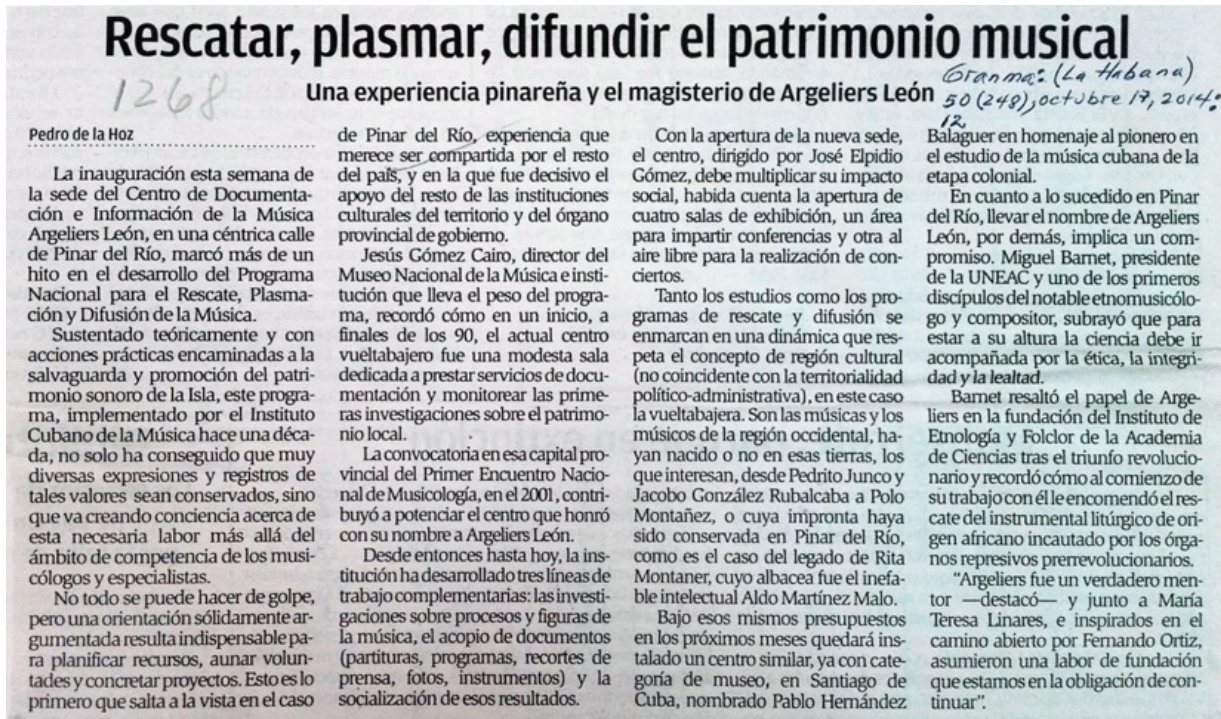 Rescatar, plasmar, difundir el patrimonio musical
1268
Una experiencia pinareña y el magisterio de Argeliers León
Granma: (La Habana)
50 (248), octubre 17, 2014:
12
Pedro de la Hoz
La inauguración esta semana de
la sede del Centro de Documenta-
ción e Información de la Música
Argeliers León, en una céntrica calle
de Pinar del Río, marcó más de un
hito en el desarrollo del Programa
Nacional para el Rescate, Plasma-
ción y Difusión de la Música.
Sustentado teóricamente y con
acciones prácticas encaminadas a la
salvaguarda y promoción del patri-
monio sonoro de la Isla, este progra-
ma, implementado por el Instituto
Cubano de la Música hace una déca-
da, no solo ha conseguido que muy
diversas expresiones y registros de
tales valores sean conservados, sino
que va creando conciencia acerca de
esta necesaria labor más allá del
ámbito de competencia de los musi-
cólogos y especialistas.
No todo se puede hacer de golpe,
pero una orientación sólidamente ar-
gumentada resulta indispensable pa-
ra planificar recursos, aunar volun-
tades y concretar proyectos. Esto es lo
primero que salta a la vista en el caso
de Pinar del Río, experiencia que
merece ser compartida por el resto
del país, y en la que fue decisivo el
apoyo del resto de las instituciones
culturales del territorio y del órgano
provincial de gobierno.
Jesús Gómez Cairo, director del
Museo Nacional de la Música e insti-
tución que lleva el peso del progra-
ma, recordó cómo en un inicio, a
finales de los 90, el actual centro
vueltabajero fue una modesta sala
dedicada a prestar servicios de docu-
mentación y monitorear las prime-
ras investigaciones sobre el patrimo-
nio local.
La convocatoria en esa capital pro-
vincial del Primer Encuentro Nacio-
nal de Musicología, en el 2001, contri-
buyó a potenciar el centro que honró
con su nombre a Argeliers León.
Desde entonces hasta hoy, la ins-
titución ha desarrollado tres líneas de
trabajo complementarias: las investi-
gaciones sobre procesos y figuras de
la música, el acopio de documentos
(partituras, programas, recortes de
prensa, fotos, instrumentos) y la
socialización de esos resultados.
Con la apertura de la nueva sede,
el centro, dirigido por José Elpidio
Gómez, debe multiplicar su impacto
social, habida cuenta la apertura de
cuatro salas de exhibición, un área
para impartir conferencias y otra al
aire libre para la realización de con-
ciertos.
Tanto los estudios como los pro-
gramas de rescate y difusión se
enmarcan en una dinámica que res-
peta el concepto de región cultural
(no coincidente con la territorialidad
político-administrativa), en este caso
la vueltabajera. Son las músicas y los
músicos de la región occidental, ha-
yan nacido o no en esas tierras, los
que interesan, desde Pedrito Junco y
Jacobo González Rubalcaba a Polo
Montañez, o cuya impronta haya
sido conservada en Pinar del Río,
como es el caso del legado de Rita
Montaner, cuyo albacea fue el inefa-
ble intelectual Aldo Martínez Malo.
Bajo esos mismos presupuestos
en los próximos meses quedará ins-
talado un centro similar, ya con cate-
goría de museo, en Santiago de
Cuba, nombrado Pablo Hernández
Balaguer en homenaje al pionero en
el estudio de la música cubana de la
etapa colonial.
En cuanto a lo sucedido en Pinar
del Río, llevar el nombre de Argeliers
León, por demás, implica un com-
promiso. Miguel Barnet, presidente
de la UNEAC y uno de los primeros
discípulos del notable etnomusicólo-
go y compositor, subrayó que para
estar a su altura la ciencia debe ir
acompañada por la ética, la integri-
dad y la lealtad.
Barnet resaltó el papel de Arge-
liers en la fundación del Instituto de
Etnología y Folclor de la Academia
de Ciencias tras el triunfo revolucio-
nario y recordó cómo al comienzo de
su trabajo con él le encomendó el res-
cate del instrumental litúrgico de ori-
gen africano incautado por los órga-
nos represivos prerrevolucionarios.
"Argeliers fue un verdadero men-
tor —destacó— y junto a María
Teresa Linares, e inspirados en el
camino abierto por Fernando Ortiz,
asumieron una labor de fundación
que estamos en la obligación de con-
tinuar".